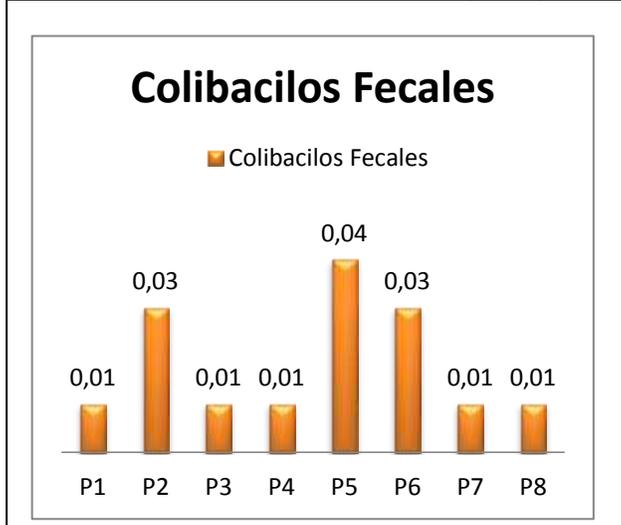 Colibacilos Fecales
Colibacilos Fecales
0,04
0,03 0,03
0,01 0,01 0,01 0,01 0,01
P1 P2 P3 P4 P5 P6 P7 P8